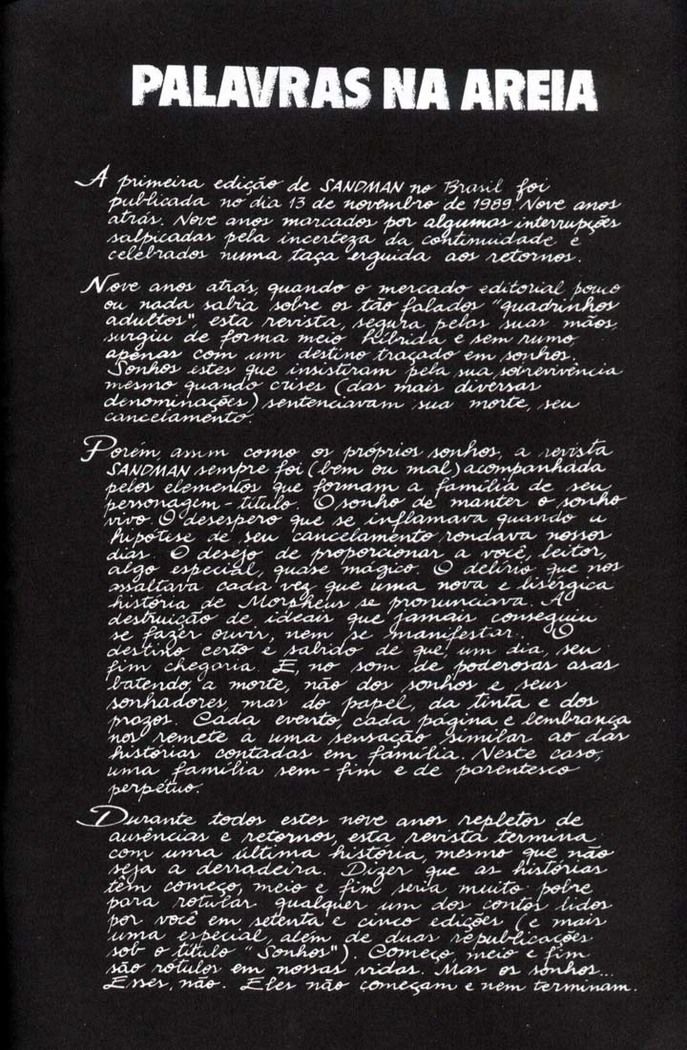 PALAVRAS NA AREIA
A primeira edição de SANDMAN no Brasil foi
publicada no dia 13 de novembro de 1989. Nove anos
atrás. Nove anos marcados por algumas interrupções
salpicadas pela incerteza da continuidade e
celebrados numa taça erguida aos retornos.
Nove anos atrás, quando o mercado editorial pouco
ou nada sabia sobre os tão falados "quadrinhos
adultos", esta revista, segura pelas suas mãos,
surgiu de forma meio híbrida e sem rumo,
apenas com um destino traçado em sonhos.
Sonhos estes que insistiram pela sua sobrevivência
mesmo quando crises (das mais diversas
denominações) sentenciavam sua morte, seu
cancelamento.
Porém, assim como os próprios sonhos, a revista
SANDMAN sempre foi (bem ou mal) acompanhada
pelos elementos que formam a família de seu
personagem-título. O sonho de manter o sonho
vivo. O desespero que se inflamava quando a
hipótese de seu cancelamento rondava nossos
dias. O desejo de proporcionar a você, leitor,
algo especial, quase mágico. O delírio que nos
assaltava cada vez que uma nova e lisérgica
história de Morpheus se pronunciava. A
destruição de ideais que jamais conseguiu
se fazer ouvir, nem se manifestar. O
destino certo e sabido de que, um dia, seu
fim chegaria. E, no som de poderosas asas
batendo, a morte, não dos sonhos e seus
sonhadores, mas do papel, da tinta e dos
prazos. Cada evento, cada página e lembrança
nos remete a uma sensação similar ao das
histórias contadas em família. Neste caso,
uma família sem-fim e de parentesco
perpétuo.
Durante todos estes nove anos repletos de
ausências e retornos, esta revista termina
com uma última história, mesmo que não
seja a derradeira. Dizer que as histórias
têm começo, meio e fim seria muito pobre
para rotular qualquer um dos contos lidos
por você em setenta e cinco edições (e mais
uma especial, além de duas republicações
sob o título "Sonhos"). Começo, meio e fim
são rótulos em nossas vidas. Mas os sonhos...
Esses, não. Eles não começam e nem terminam.